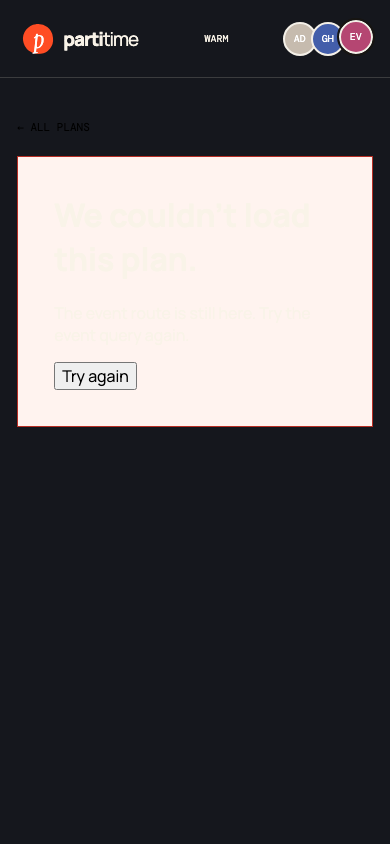 p partitime
WARM
AD GH EV
← ALL PLANS
We couldn't load
this plan.
Try again